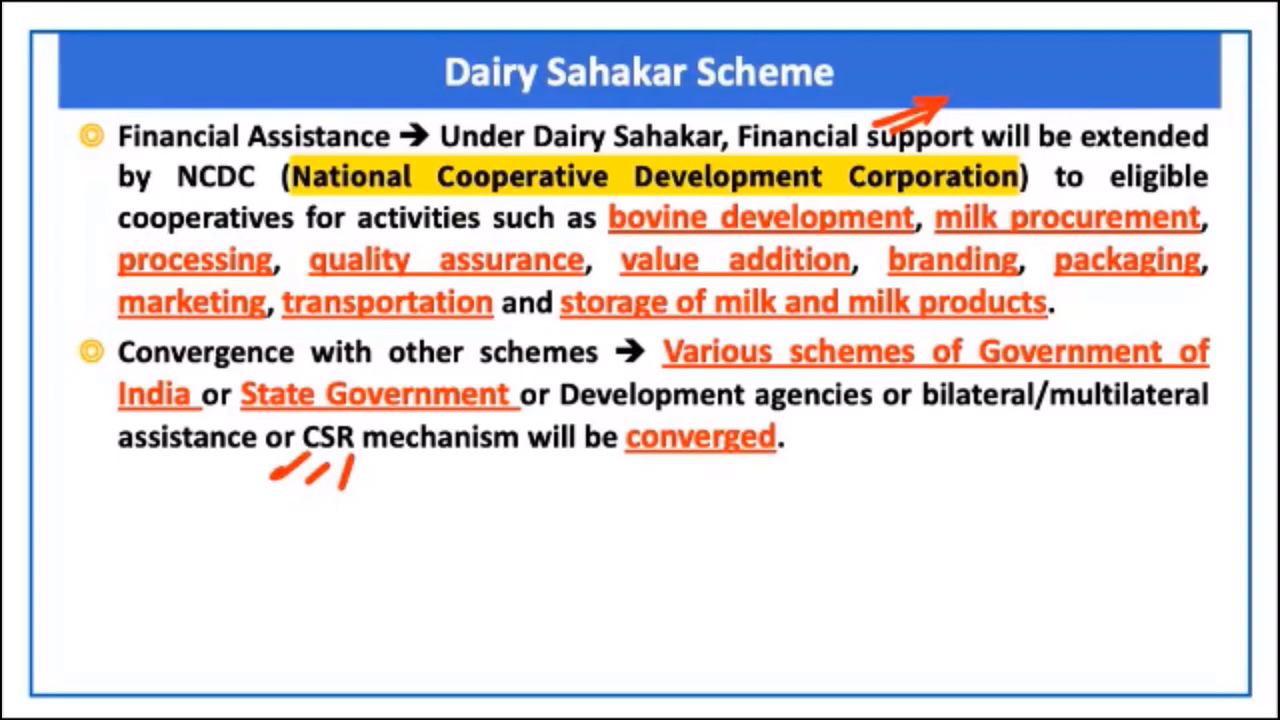 Dairy Sahakar Scheme
Financial Assistance ➔ Under Dairy Sahakar, Financial support will be extended
by NCDC (National Cooperative Development Corporation) to eligible
cooperatives for activities such as bovine development, milk procurement,
processing, quality assurance, value addition, branding, packaging,
marketing, transportation and storage of milk and milk products.
Convergence with other schemes ➔ Various schemes of Government of
India or State Government or Development agencies or bilateral/multilateral
assistance or CSR mechanism will be converged.